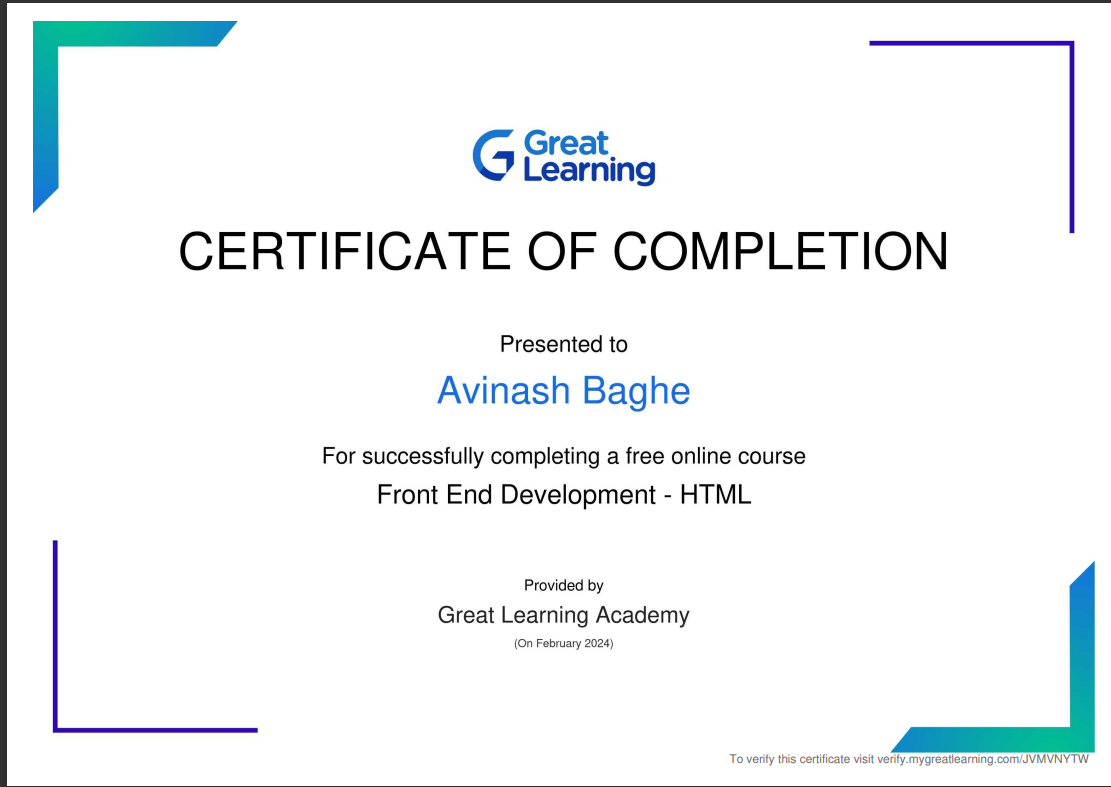 Great
Learning
CERTIFICATE OF COMPLETION
Presented to
Avinash Baghe
For successfully completing a free online course
Front End Development - HTML
Provided by
Great Learning Academy
(On February 2024)
To verify this certificate visit verify.mygreatlearning.com/JVMVNYTW